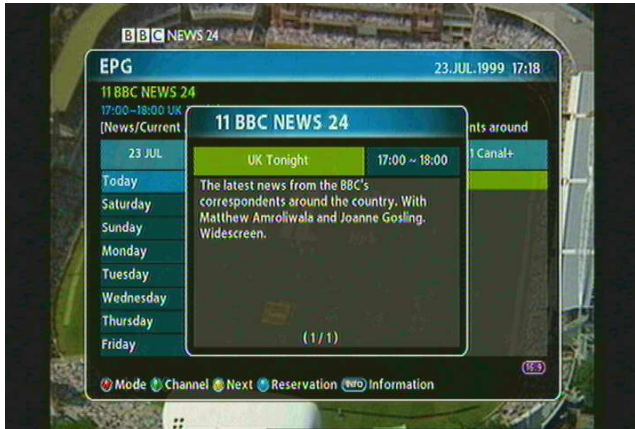 BBC NEWS 24
EPG
23.JUL.1999 17:18
11 BBC NEWS 24
17:00~18:00 UK
[News/Current
nts around
11 BBC NEWS 24
23 JUL
1 Canal+
UK Tonight
17:00 ~ 18:00
The latest news from the BBC's
correspondents around the country. With
Matthew Amroliwala and Joanne Gosling.
Widescreen.
(1/1)
Today
Saturday
Sunday
Monday
Tuesday
Wednesday
Thursday
Friday
16:9
Mode Channel Next Reservation INFO Information